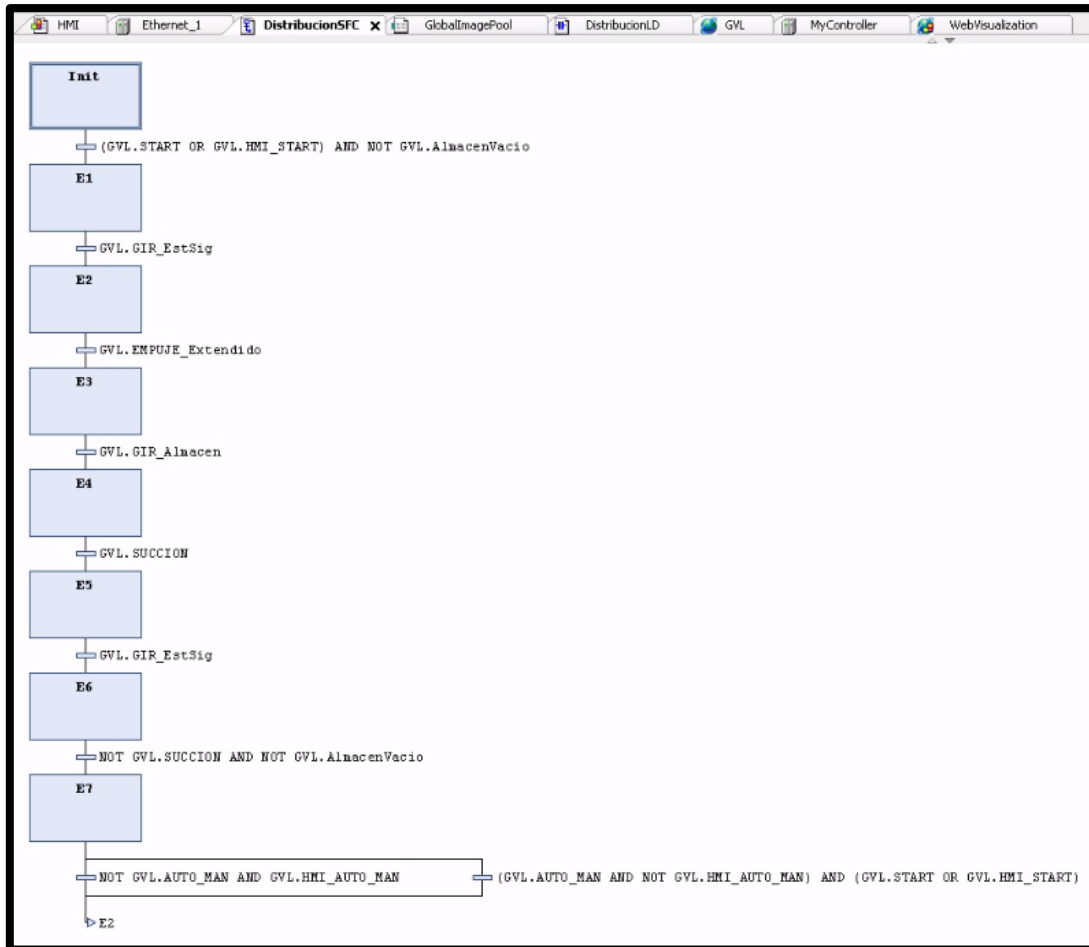 HMI Ethernet_1 DistribucionSFC X GlobalImagePool DistribucionLD GVL MyController WebVisualization
Init
(GVL.START OR GVL.HMI_START) AND NOT GVL.AlmacenVacio
E1
GVL.GIR_EstSig
E2
GVL.EMPUJE_Extendido
E3
GVL.GIR_Almacen
E4
GVL.SUCCION
E5
GVL.GIR_EstSig
E6
NOT GVL.SUCCION AND NOT GVL.AlmacenVacio
E7
NOT GVL.AUTO_MAN AND GVL.HMI_AUTO_MAN (GVL.AUTO_MAN AND NOT GVL.HMI_AUTO_MAN) AND (GVL.START OR GVL.HMI_START)
E2